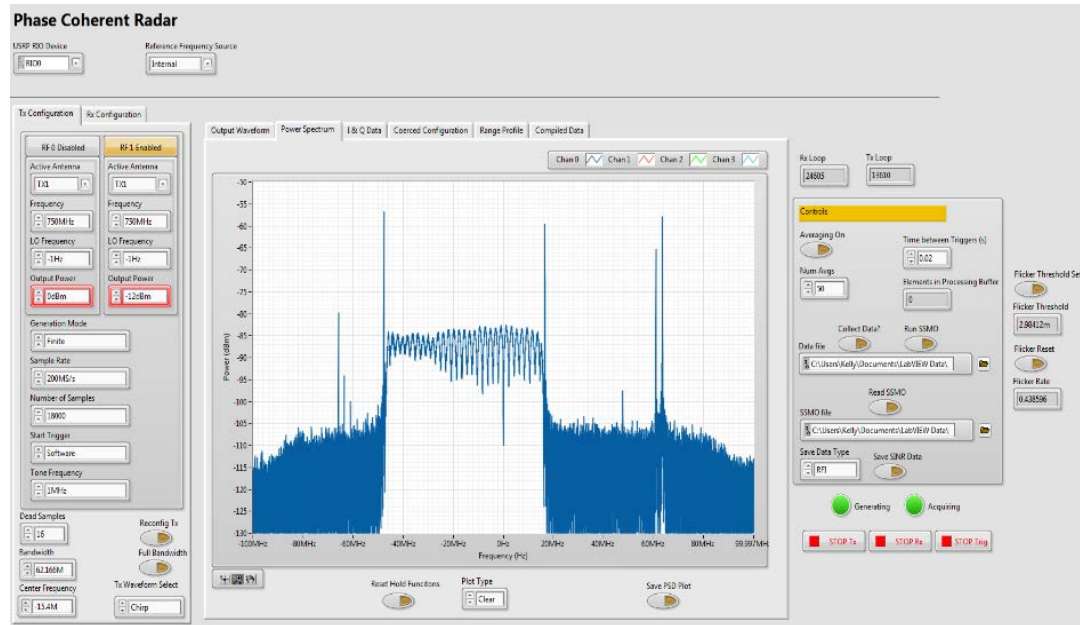 Phase Coherent Radar
USRP RIO Device
Reference Frequency Source
RIO0
Internal
Tx Configuration
Rx Configuration
RF 0 Disabled
RF 1 Enabled
Active Antenna
Active Antenna
TX1
TX1
Frequency
Frequency
750MHz
750MHz
LO Frequency
LO Frequency
-1Hz
-1Hz
Output Power
Output Power
0dBm
-12dBm
Generation Mode
Finite
Sample Rate
200MS/s
Number of Samples
18000
Start Trigger
Software
Tone Frequency
1MHz
Dead Samples
16
Reconfig Tx
Bandwidth
Full Bandwidth
62.166M
Center Frequency
Tx Waveform Select
-15.4M
Chirp
Output Waveform
Power Spectrum
I & Q Data
Coerced Configuration
Range Profile
Compiled Data
Chan 0
Chan 1
Chan 2
Chan 3
Power (dBm)
-50
-55
-60
-65
-70
-75
-80
-85
-90
-95
-100
-105
-110
-115
-120
-125
-130
-100MHz
-80MHz
-60MHz
-40MHz
-20MHz
0Hz
20MHz
40MHz
60MHz
80MHz
99.997MH
Frequency (Hz)
Reset Hold Funcitons
Plot Type
Clear
Save PSD Plot
Rx Loop
Tx Loop
24605
13610
Controls
Averaging On
Time between Triggers (s)
0.02
Num Avgs
50
Elements in Processing Buffer
0
Collect Data?
Run SSMO
Data file
C:\Users\Kelly\Documents\LabVIEW Data\
Read SSMO
SSMO file
C:\Users\Kelly\Documents\LabVIEW Data\
Save Data Type
RFI
Save SINR Data
Generating
Acquiring
STOP Tx
STOP Rx
STOP Trig
Flicker Threshold Set
Flicker Threshold
2.98412m
Flicker Reset
Flicker Rate
0.438596